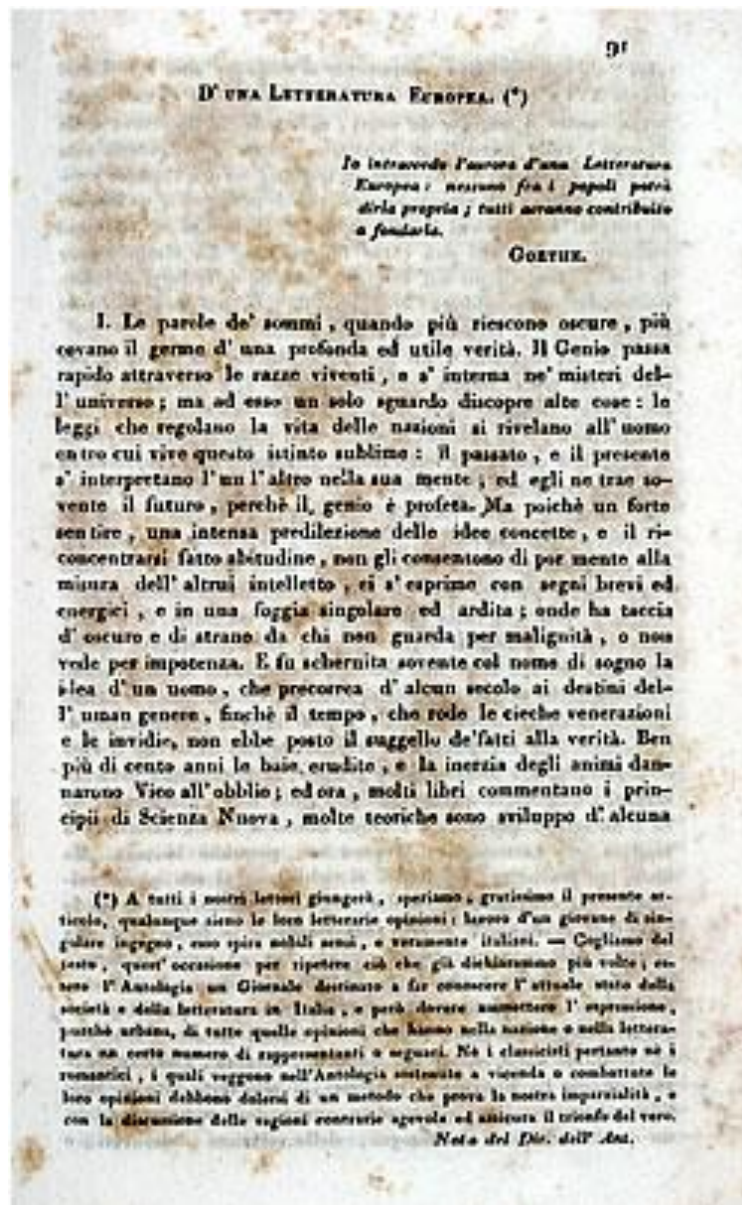 91
D' UNA LETTERATURA EUROPEA. (*)
Io intravvedo l'aurora d'una Letteratura
Europea: nessuno fra i popoli potrà
dirla propria; tutti avranno contribuito
a fondarla.
GOETHE.
I. Le parole de' sommi, quando più riescono oscure, più
covano il germe d' una profonda ed utile verità. Il Genio passa
rapido attraverso le razze viventi, e s' interna ne' misteri del-
l' universo; ma ad esso un solo sguardo discopre alte cose: le
leggi che regolano la vita delle nazioni si rivelano all' uomo
entro cui vive questo istinto sublime: il passato, e il presente
s' interpretano l'un l'altro nella sua mente; ed egli ne trae so-
vente il futuro, perchè il genio è profeta. Ma poichè un forte
sentire, una intensa predilezione delle idee concette, e il ri-
concentrarsi fatto abitudine, non gli consentono di por mente alla
misura dell' altrui intelletto, ei s' esprime con segni brevi ed
energici, e in una foggia singolare ed ardita; onde ha taccia
d' oscuro e di strano da chi non guarda per malignità, o non
vede per impotenza. E fu schernita sovente col nome di sogno la
idea d' un uomo, che precorrea d' alcun secolo ai destini del-
l' uman genere, finchè il tempo, che rode le cieche venerazioni
e le invidie, non ebbe posto il suggello de'fatti alla verità. Ben
più di cento anni le baie erudite, e la inerzia degli animi dan-
narono Vico all' obblio; ed ora, molti libri commentano i prin-
cipii di Scienza Nuova, molte teoriche sono sviluppo d' alcuna
(*) A tutti i nostri lettori giungerà, speriamo, gratissimo il presente ar-
ticolo, qualunque sieno le loro letterarie opinioni: lavoro d'un giovane di sin-
golare ingegno, esso spira nobili sensi, e veramente italiani. — Cogliamo del
resto, quest' occasione per ripetere ciò che già dichiarammo più volte; es-
sere l'Antologia un Giornale destinato a far conoscere l' attuale stato della
società e della letteratura in Italia, e però dovere ammettere l' espressione,
purchè urbana, di tutte quelle opinioni che hanno nella nazione o nella lettera-
tura un certo numero di rappresentanti o seguaci. Nè i classicisti pertanto nè i
romantici, i quali veggono nell'Antologia sostenute a vicenda o combattute le
loro opinioni debbono dolersi di un metodo che prova la nostra imparzialità, e
con la discussione delle ragioni contrarie agevola ed assicura il trionfo del vero.
Nota del Dir. dell' Ant.